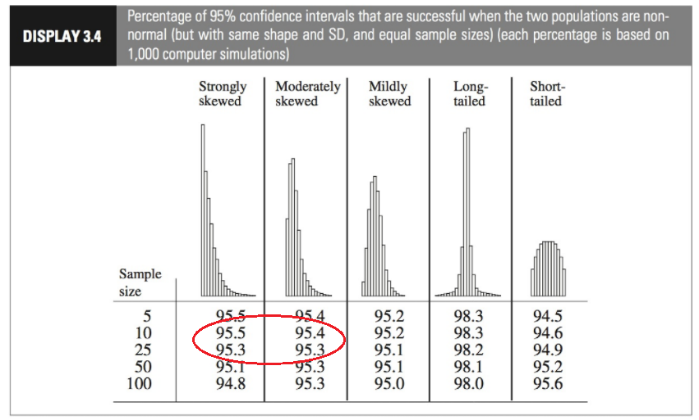 DISPLAY 3.4
Percentage of 95% confidence intervals that are successful when the two populations are non-
normal (but with same shape and SD, and equal sample sizes) (each percentage is based on
1,000 computer simulations)
Strongly skewed Moderately skewed Mildly skewed Long-tailed Short-tailed
Sample
size
5 95.5 95.4 95.2 98.3 94.5
10 95.5 95.4 95.2 98.3 94.6
25 95.3 95.3 95.1 98.2 94.9
50 95.1 95.3 95.1 98.1 95.2
100 94.8 95.3 95.0 98.0 95.6